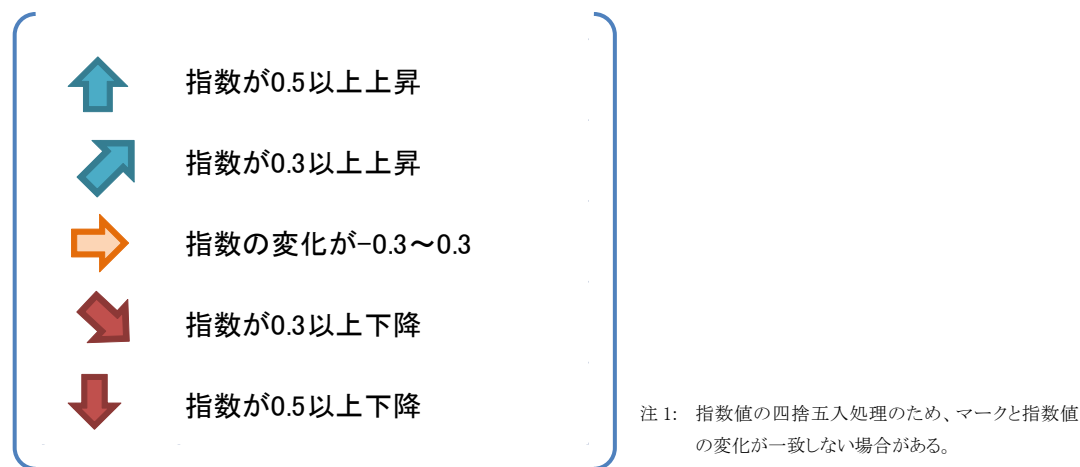 指数が0.5以上上昇
指数が0.3以上上昇
指数の変化が-0.3～0.3
指数が0.3以上下降
指数が0.5以上下降
注 1: 指数値の四捨五入処理のため、マークと指数値
の変化が一致しない場合がある。